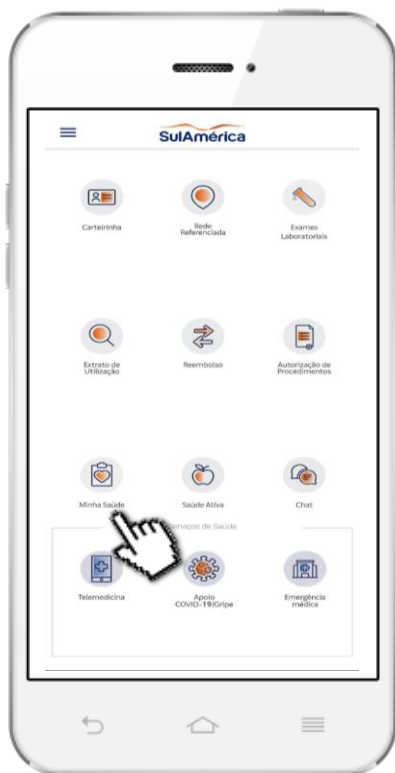 SulAmérica
Carteirinha
Rede
Referenciada
Exames
Laboratoriais
Extrato de
Utilização
Reembolso
Autorização de
Procedimentos
Minha Saúde
Saúde Ativa
Chat
Serviços de Saúde
Telemedicina
Apoio
COVID-19|Gripe
Emergência
médica